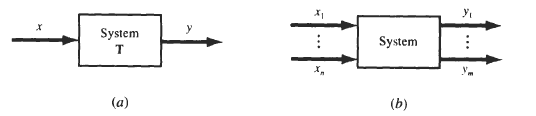 x
System
T
y
(a)
x1
⋮
xn
System
y1
⋮
ym
(b)